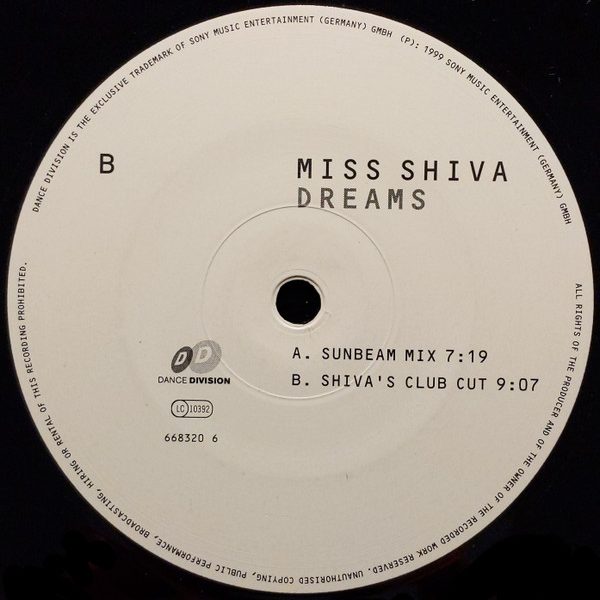 DANCE DIVISION IS THE EXCLUSIVE TRADEMARK OF SONY MUSIC ENTERTAINMENT (GERMANY) GMBH (P): 1999 SONY MUSIC ENTERTAINMENT (GERMANY) GMBH
ALL RIGHTS OF THE PRODUCER AND OF THE OWNER OF THE RECORDED WORK RESERVED. UNAUTHORISED COPYING, PUBLIC PERFORMANCE, BROADCASTING, HIRING OR RENTAL OF THIS RECORDING PROHIBITED.
B
MISS SHIVA
DREAMS
A. SUNBEAM MIX 7:19
B. SHIVA'S CLUB CUT 9:07
DD
DANCE DIVISION
LC 10392
668320 6